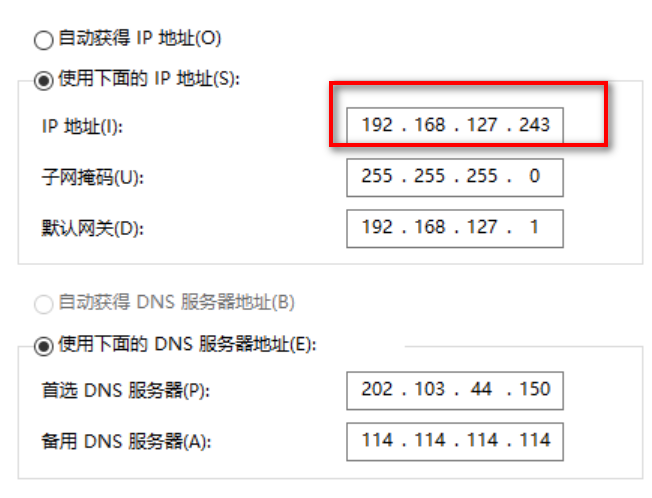 自动获得 IP 地址(O)
使用下面的 IP 地址(S):
IP 地址(I): 192 . 168 . 127 . 243
子网掩码(U): 255 . 255 . 255 . 0
默认网关(D): 192 . 168 . 127 . 1
自动获得 DNS 服务器地址(B)
使用下面的 DNS 服务器地址(E):
首选 DNS 服务器(P): 202 . 103 . 44 . 150
备用 DNS 服务器(A): 114 . 114 . 114 . 114